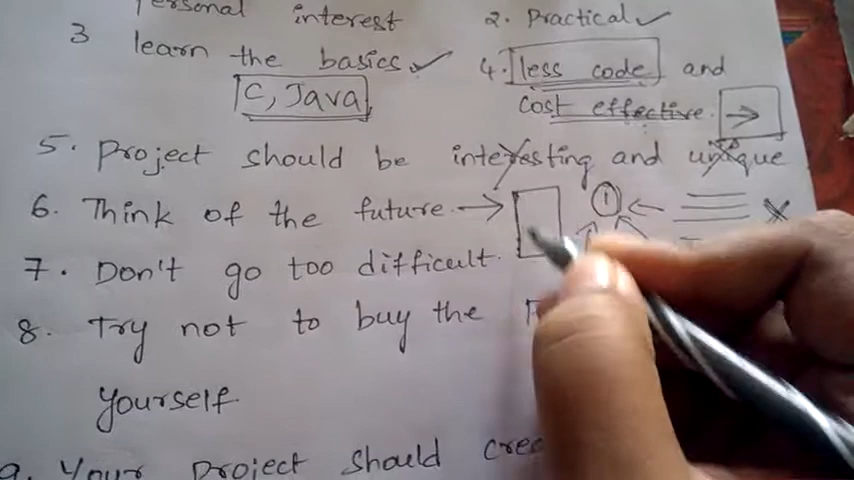 Personal interest 2. Practical
3 learn the basics 4. less code and
C, Java cost effective.
5. Project should be interesting and unique
6. Think of the future. 1
7. Don't go too difficult.
8. Try not to buy the
yourself
9. Your Project should